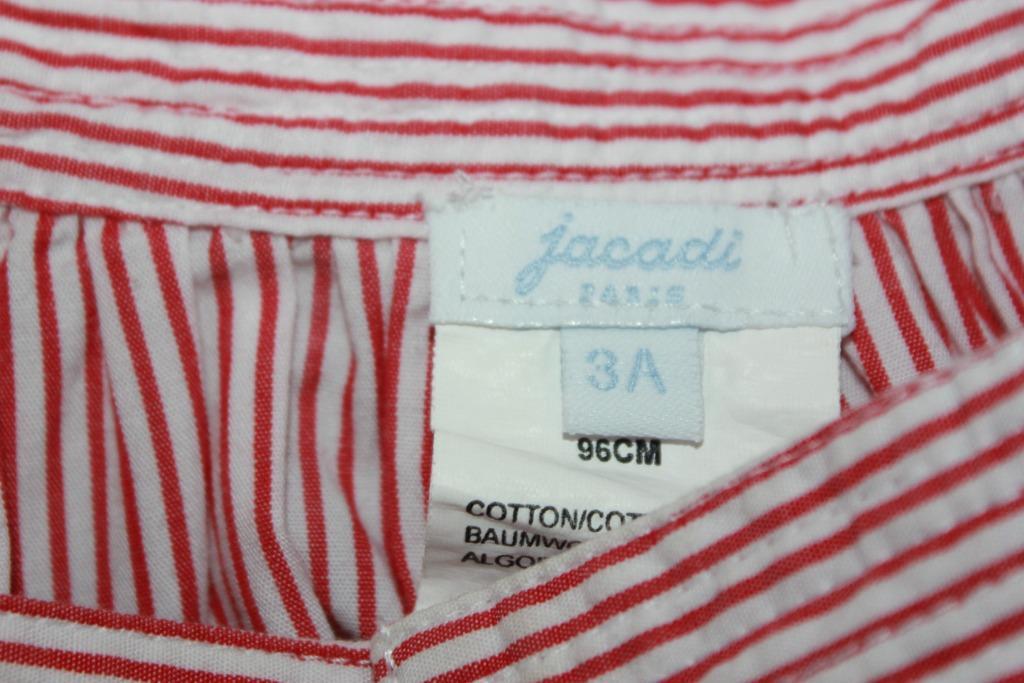 jacadi
PARIS
3A
96CM
COTTON/COT
BAUMWO
ALGO